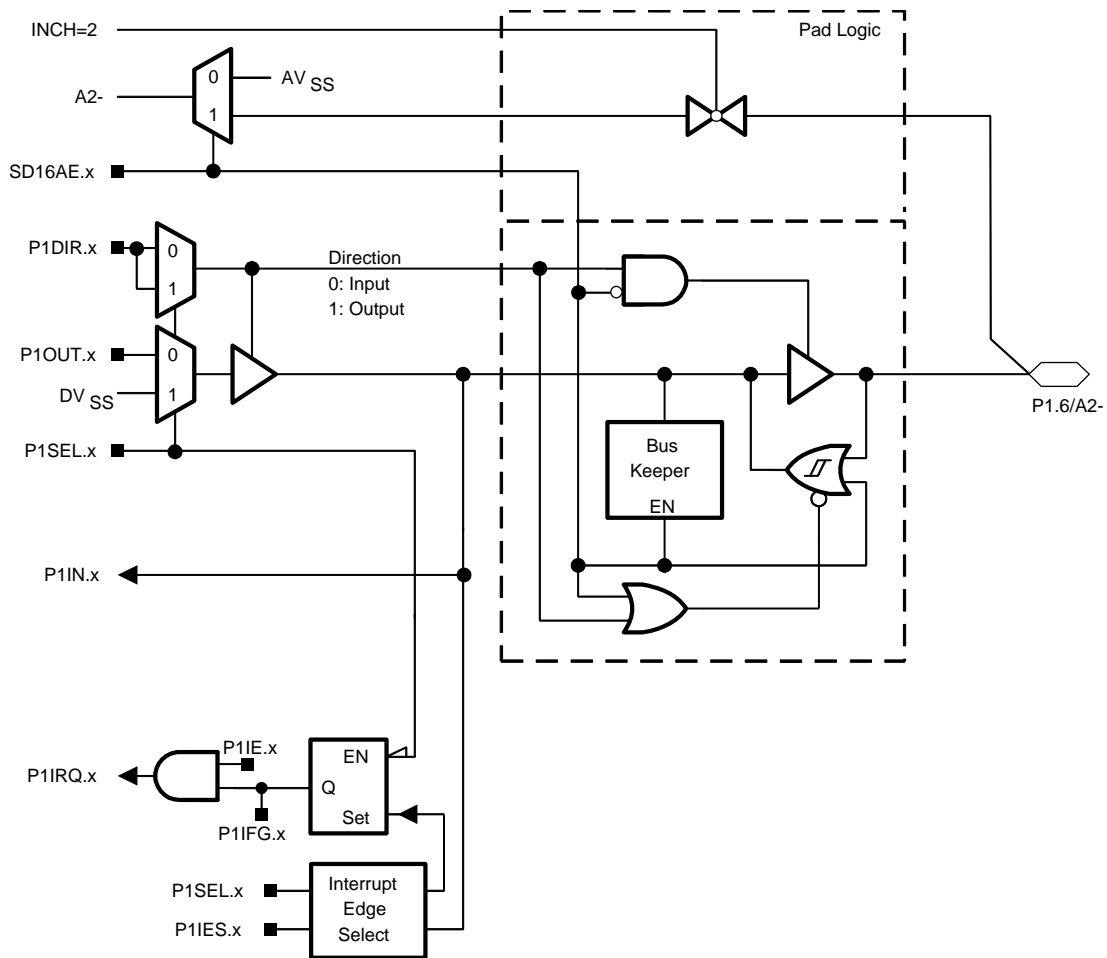 INCH=2
Pad Logic
0
AV SS
A2-
1
SD16AE.x
P1DIR.x
0
1
Direction
0: Input
1: Output
P1OUT.x
0
DV SS
1
P1.6/A2-
P1SEL.x
Bus
Keeper
EN
P1IN.x
P1IE.x
EN
P1IRQ.x
Q
P1IFG.x
Set
P1SEL.x
P1IES.x
Interrupt
Edge
Select